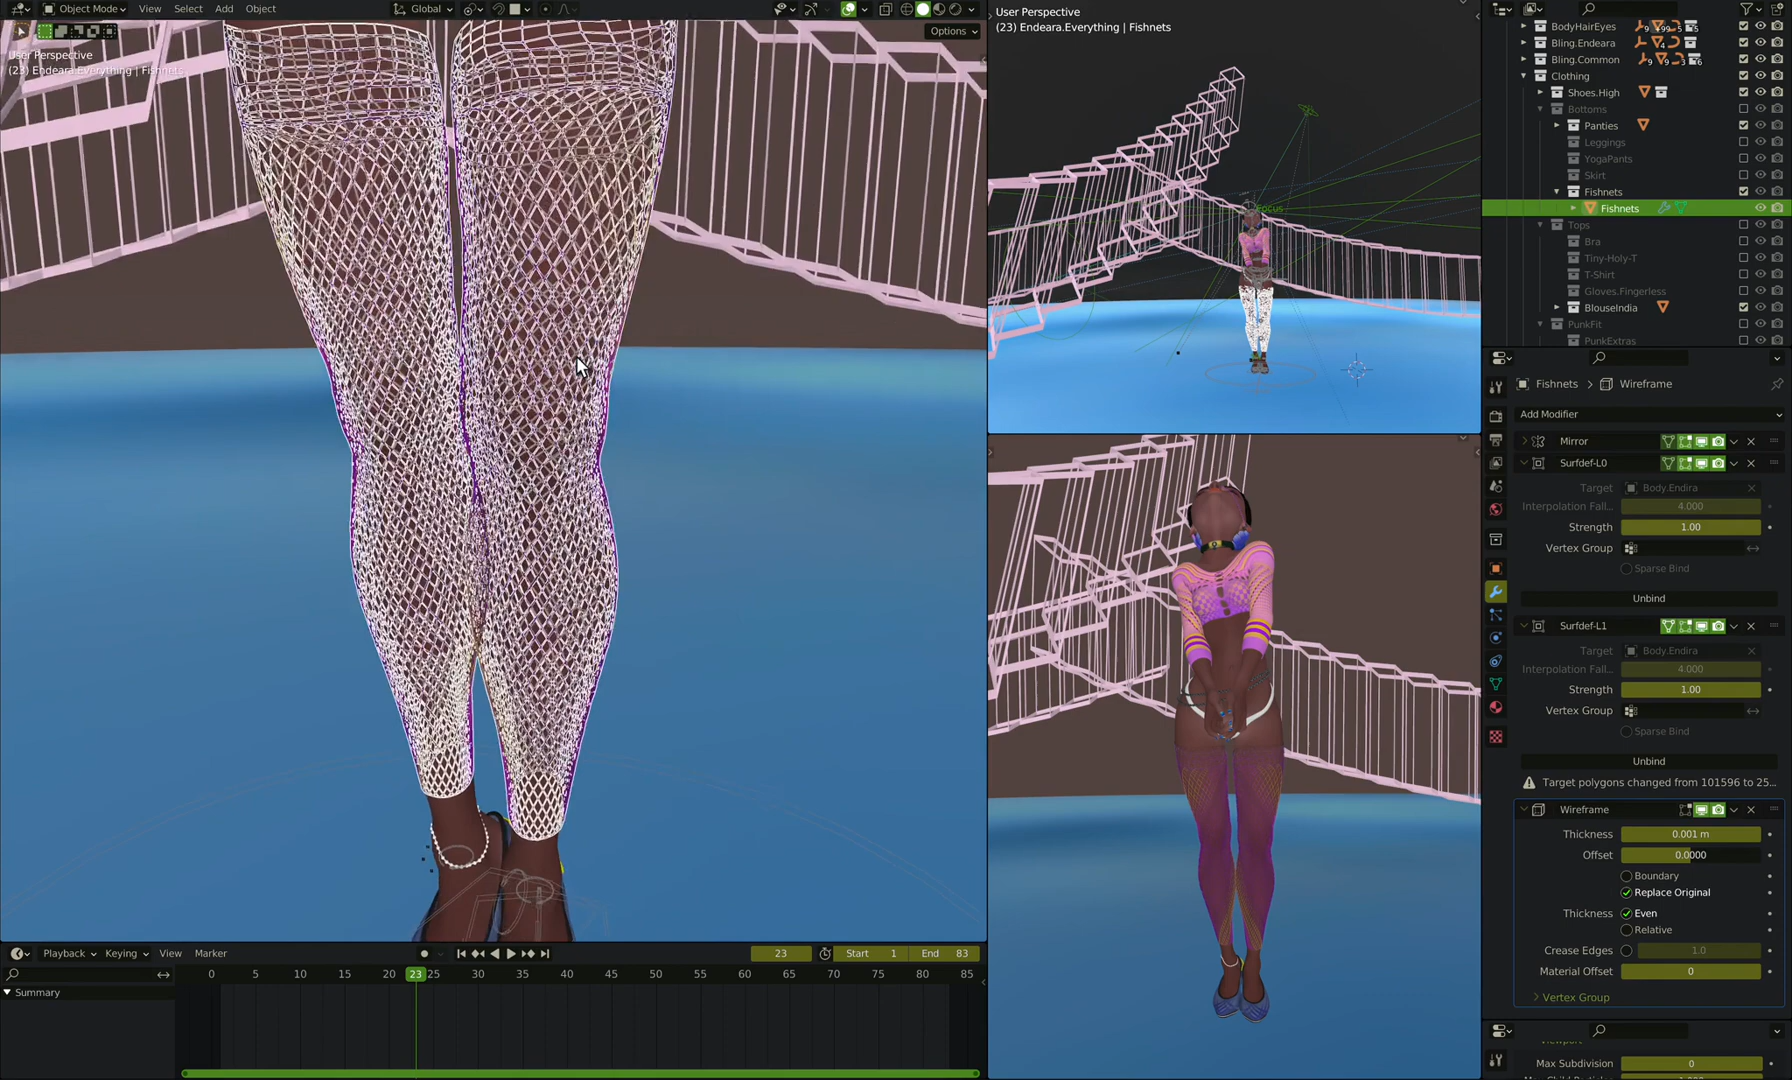 Object Mode View Select Add Object Global
Options
User Perspective
(23) Endeara.Everything | Fishnets
User Perspective
(23) Endeara.Everything | Fishnets
Focus
BodyHairEyes
Bling.Endeara
Bling.Common
Clothing
Shoes.High
Bottoms
Panties
Leggings
YogaPants
Skirt
Fishnets
Fishnets
Tops
Bra
Tiny-Holy-T
T-Shirt
Gloves.Fingerless
BlouseIndia
PunkFit
PunkExtras
Fishnets > Wireframe
Add Modifier
Mirror
Surfdef-L0
Target Body.Endira
Interpolation Fall... 4.000
Strength 1.00
Vertex Group
Sparse Bind
Unbind
Surfdef-L1
Target Body.Endira
Interpolation Fall... 4.000
Strength 1.00
Vertex Group
Sparse Bind
Unbind
Target polygons changed from 101596 to 25...
Wireframe
Thickness 0.001 m
Offset 0.0000
Boundary
Replace Original
Thickness Even
Relative
Crease Edges 1.0
Material Offset 0
Vertex Group
Max Subdivision 0
Playback Keying View Marker
23 Start 1 End 83
0 5 10 15 20 23 25 30 35 40 45 50 55 60 65 70 75 80 85
Summary